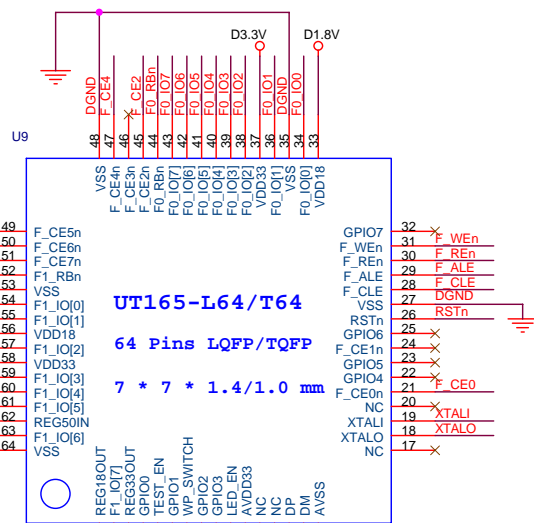 D3.3V
D1.8V
DGND
F_CE4
F_CE2
F0_RBn
F0_IO7
F0_IO6
F0_IO5
F0_IO4
F0_IO3
F0_IO2
F0_IO1
DGND
F0_IO0
U9
48
47
46
45
44
43
42
41
40
39
38
37
36
35
34
33
VSS
F_CE4n
F_CE3n
F_CE2n
F0_RBn
F0_IO[7]
F0_IO[6]
F0_IO[5]
F0_IO[4]
F0_IO[3]
F0_IO[2]
VDD33
F0_IO[1]
VSS
F0_IO[0]
VDD18
49 F_CE5n
50 F_CE6n
51 F_CE7n
52 F1_RBn
53 VSS
54 F1_IO[0]
55 F1_IO[1]
56 VDD18
57 F1_IO[2]
58 VDD33
59 F1_IO[3]
60 F1_IO[4]
61 F1_IO[5]
62 REG50IN
63 F1_IO[6]
64 VSS
UT165-L64/T64
64 Pins LQFP/TQFP
7 * 7 * 1.4/1.0 mm
GPIO7 32
F_WEn 31 F_WEn
F_REn 30 F_REn
F_ALE 29 F_ALE
F_CLE 28 F_CLE
VSS 27 DGND
RSTn 26 RSTn
GPIO6 25
F_CE1n 24
GPIO5 23
GPIO4 22
F_CE0n 21 F_CE0
NC 20
XTALI 19 XTALI
XTALO 18 XTALO
NC 17
REG18OUT
F1_IO[7]
REG33OUT
GPIO0
TEST_EN
GPIO1
WP_SWITCH
GPIO2
GPIO3
LED_EN
AVDD33
NC
NC
DP
DM
AVSS